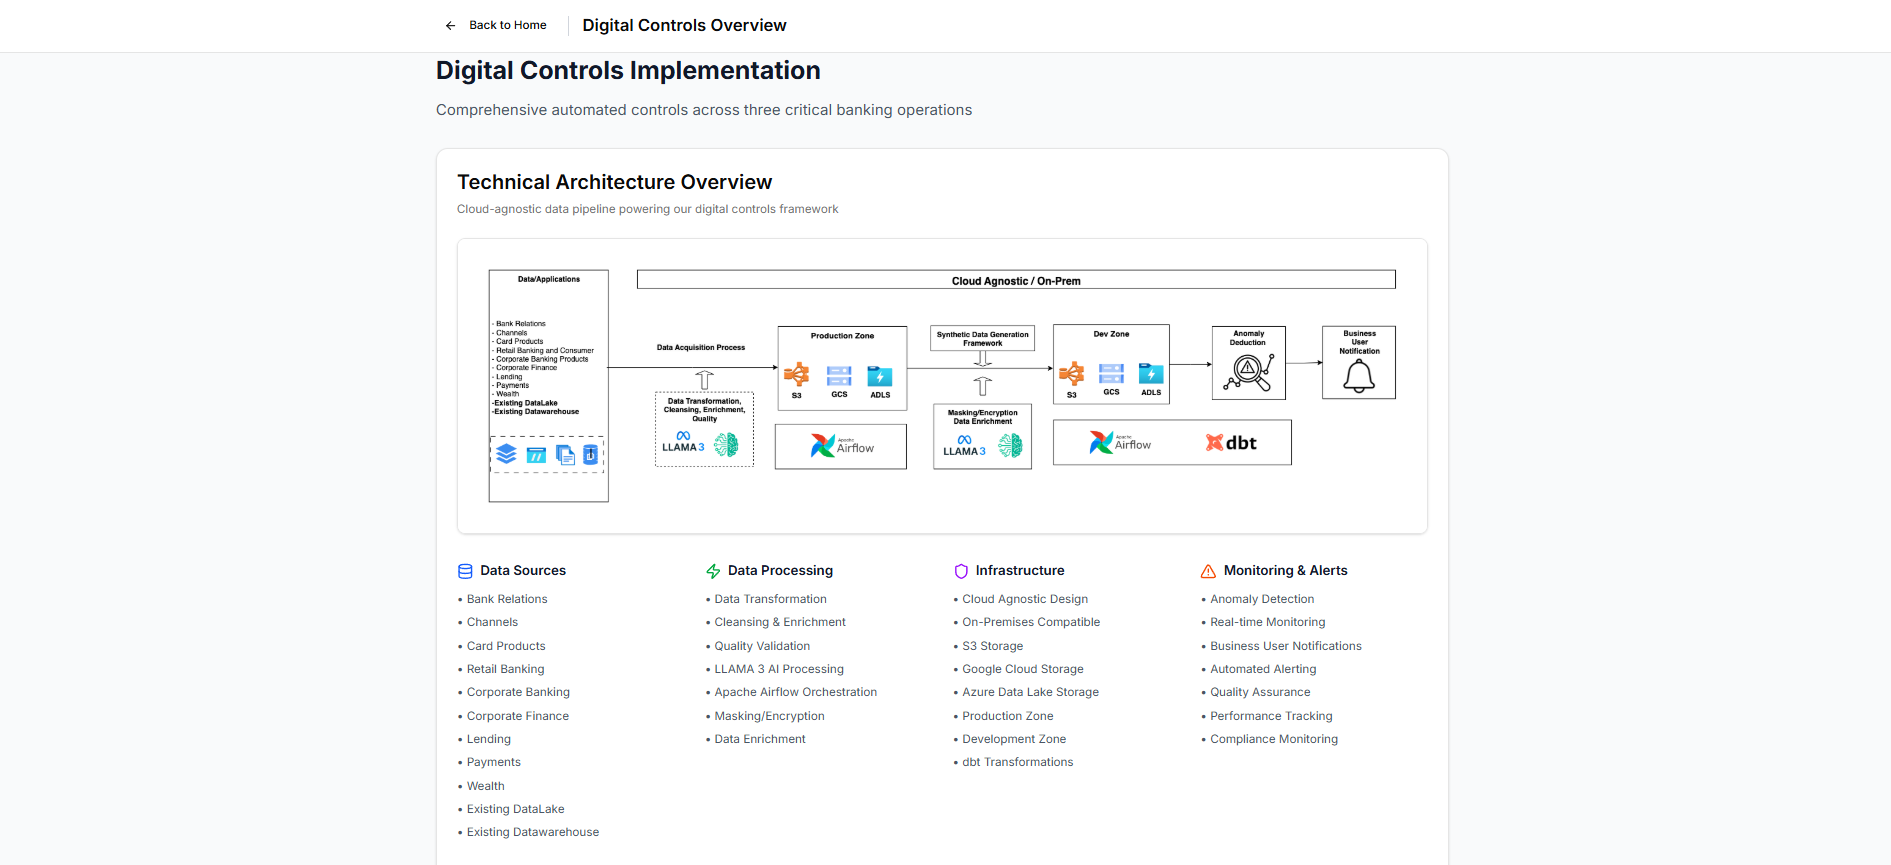 Back to Home
Digital Controls Overview
Digital Controls Implementation
Comprehensive automated controls across three critical banking operations
Technical Architecture Overview
Cloud-agnostic data pipeline powering our digital controls framework
Data/Applications
- Bank Relations
- Channels
- Card Products
- Retail Banking and Consumer
- Corporate Banking Products
- Corporate Finance
- Lending
- Payments
- Wealth
-Existing DataLake
-Existing Datawarehouse
Cloud Agnostic / On-Prem
Data Acquisition Process
Data Transformation,
Cleansing, Enrichment,
Quality
LLAMA 3
Production Zone
S3
GCS
ADLS
Apache
Airflow
Synthetic Data Generation
Framework
Masking/Encryption
Data Enrichment
LLAMA 3
Dev Zone
S3
GCS
ADLS
Apache
Airflow
dbt
Anomaly
Deduction
Business
User
Notification
Data Sources
• Bank Relations
• Channels
• Card Products
• Retail Banking
• Corporate Banking
• Corporate Finance
• Lending
• Payments
• Wealth
• Existing DataLake
• Existing Datawarehouse
Data Processing
• Data Transformation
• Cleansing & Enrichment
• Quality Validation
• LLAMA 3 AI Processing
• Apache Airflow Orchestration
• Masking/Encryption
• Data Enrichment
Infrastructure
• Cloud Agnostic Design
• On-Premises Compatible
• S3 Storage
• Google Cloud Storage
• Azure Data Lake Storage
• Production Zone
• Development Zone
• dbt Transformations
Monitoring & Alerts
• Anomaly Detection
• Real-time Monitoring
• Business User Notifications
• Automated Alerting
• Quality Assurance
• Performance Tracking
• Compliance Monitoring